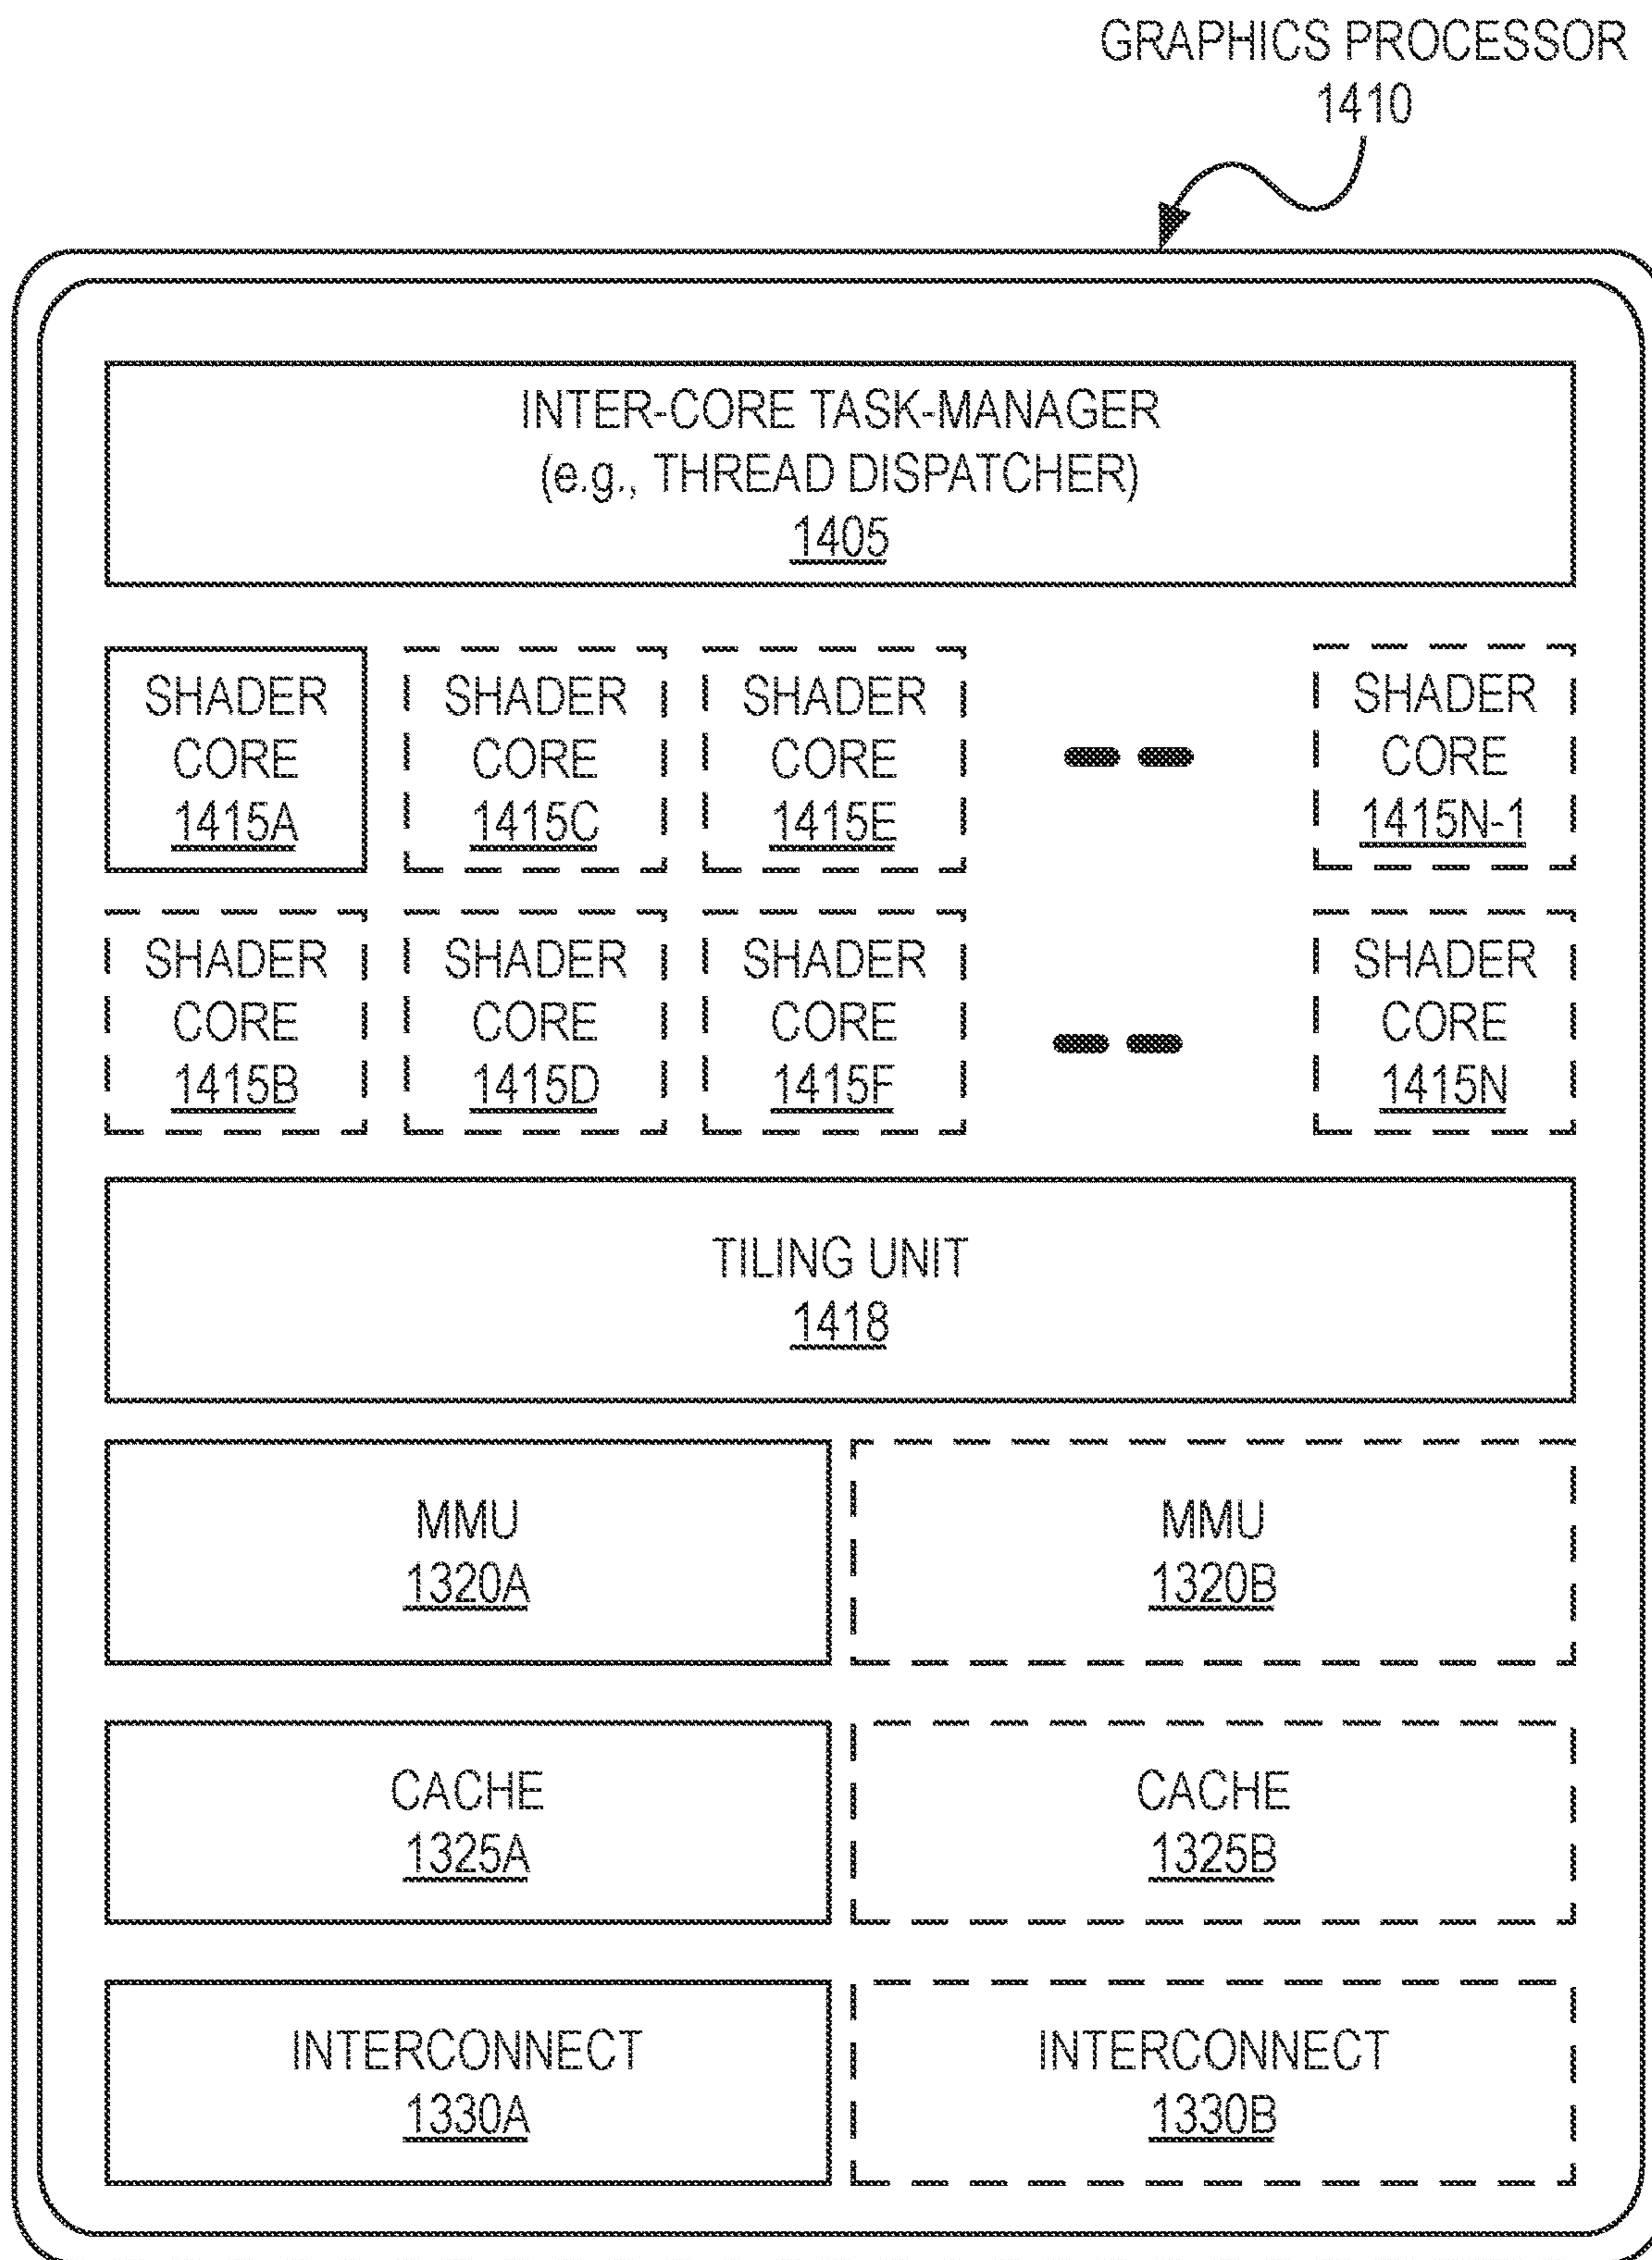 GRAPHICS PROCESSOR
1410
INTER-CORE TASK-MANAGER
(e.g., THREAD DISPATCHER)
1405
SHADER
CORE
1415A
SHADER
CORE
1415C
SHADER
CORE
1415E
SHADER
CORE
1415N-1
SHADER
CORE
1415B
SHADER
CORE
1415D
SHADER
CORE
1415F
SHADER
CORE
1415N
TILING UNIT
1418
MMU
1320A
MMU
1320B
CACHE
1325A
CACHE
1325B
INTERCONNECT
1330A
INTERCONNECT
1330B